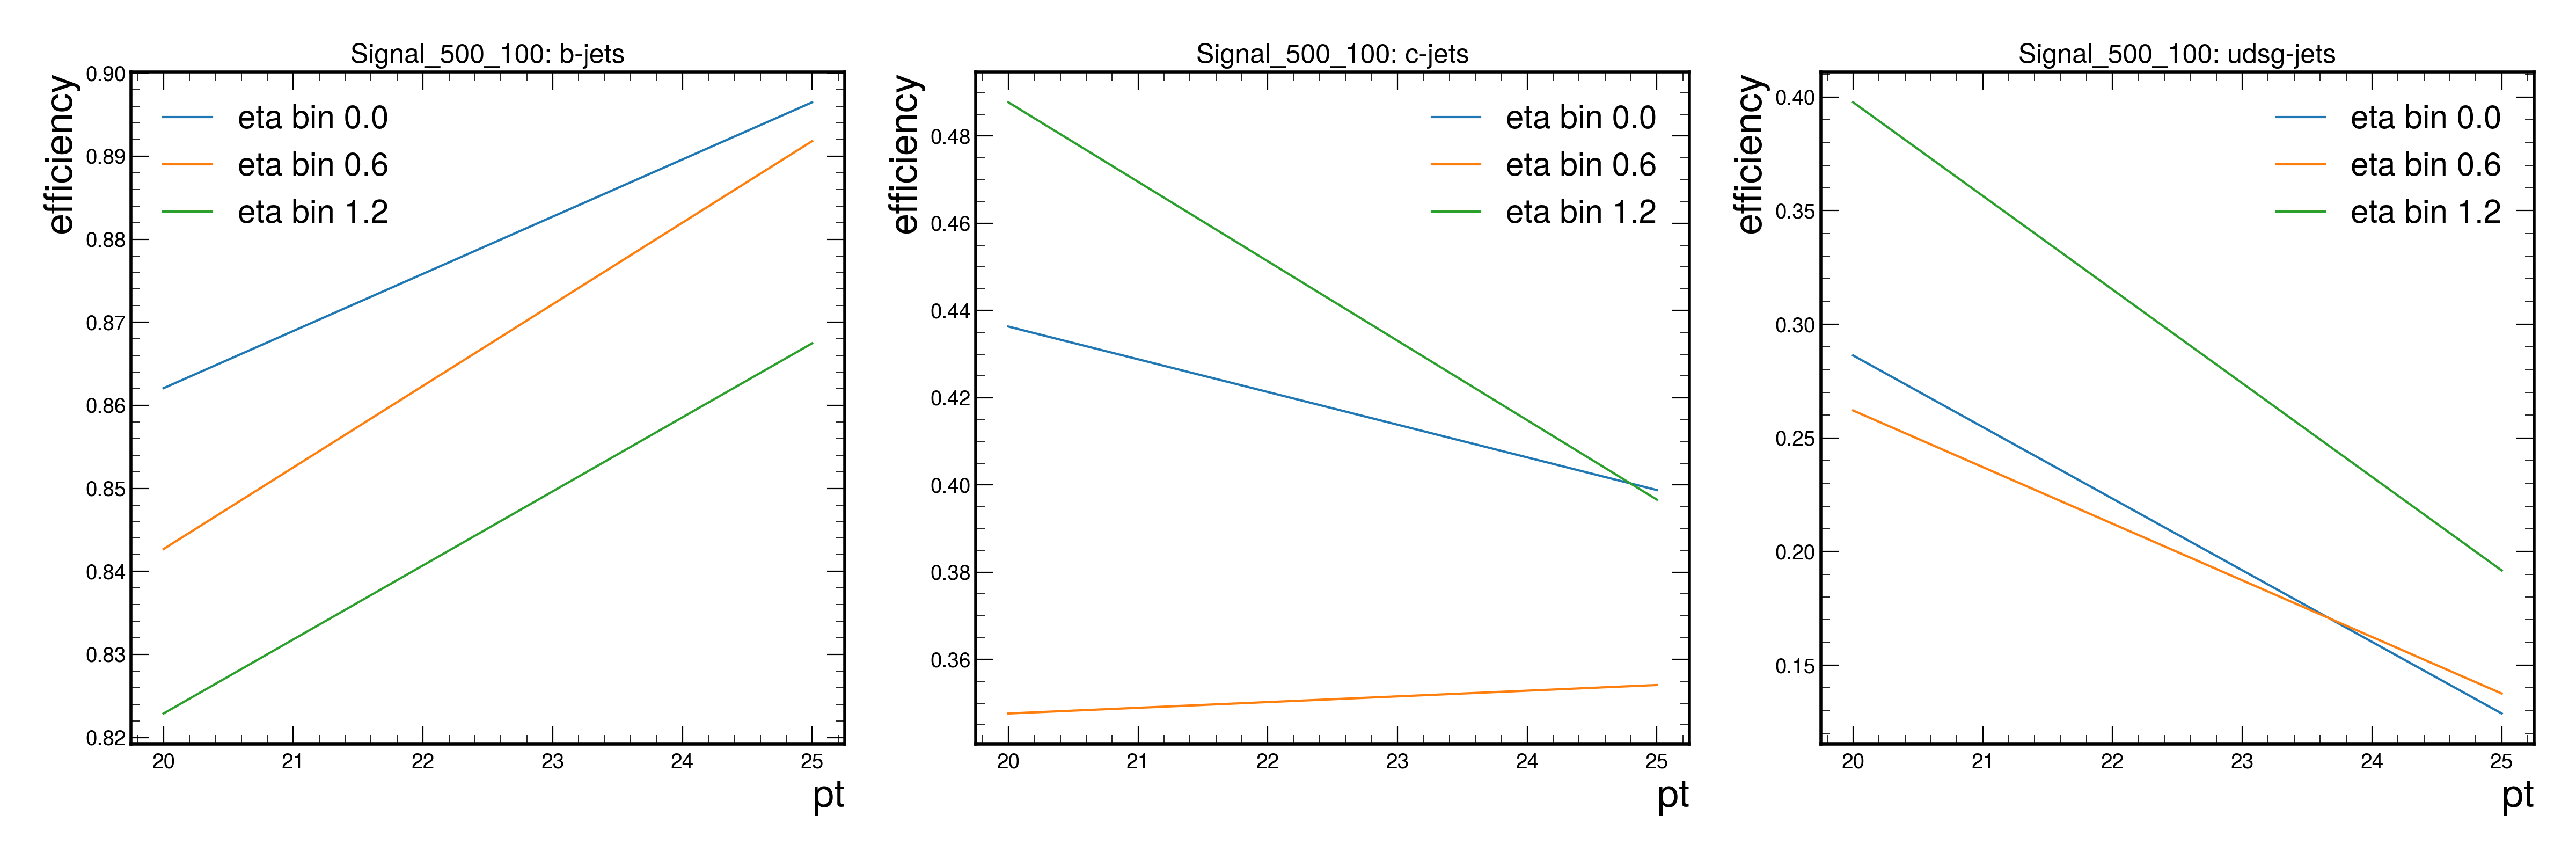 Signal_500_100: b-jets
efficiency
0.90
0.89
0.88
0.87
0.86
0.85
0.84
0.83
0.82
eta bin 0.0
eta bin 0.6
eta bin 1.2
20 21 22 23 24 25
pt
Signal_500_100: c-jets
efficiency
0.48
0.46
0.44
0.42
0.40
0.38
0.36
eta bin 0.0
eta bin 0.6
eta bin 1.2
20 21 22 23 24 25
pt
Signal_500_100: udsg-jets
efficiency
0.40
0.35
0.30
0.25
0.20
0.15
eta bin 0.0
eta bin 0.6
eta bin 1.2
20 21 22 23 24 25
pt